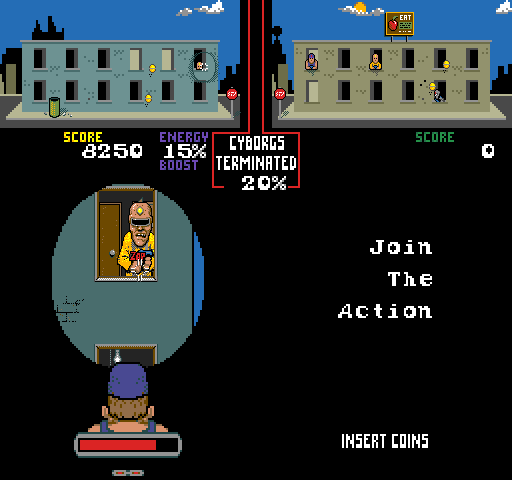 EAT
STOP
STOP
SCORE
8250
ENERGY
15%
BOOST
CYBORGS
TERMINATED
20%
SCORE
0
Join
The
Action
INSERT COINS